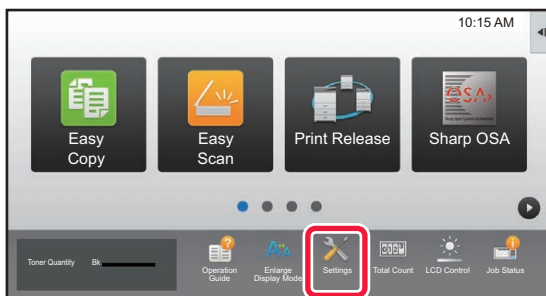 10:15 AM
Easy
Copy
Easy
Scan
Print Release
Sharp OSA
OSA
Toner Quantity
Bk
Operation
Guide
Enlarge
Display Mode
Settings
Total Count
LCD Control
Job Status